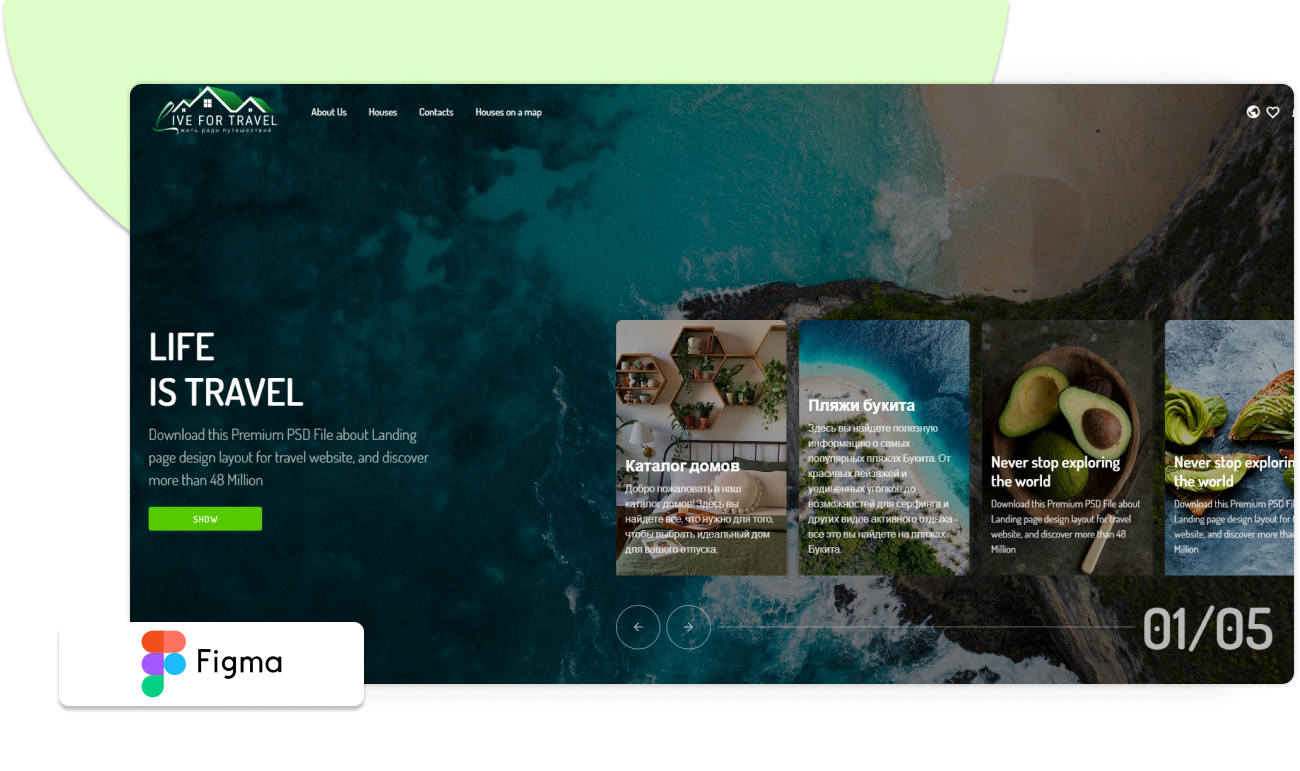 IVE FOR TRAVEL
жить ради путешествий
About Us
Houses
Contacts
Houses on a map
LIFE
IS TRAVEL
Download this Premium PSD File about Landing
page design layout for travel website, and discover
more than 48 Million
SHOW
Каталог домов
Добро пожаловать в наш
каталог домов! Здесь вы
найдете все, что нужно для того,
чтобы выбрать идеальный дом
для вашего отпуска.
Пляжи букита
Здесь вы найдете полезную
информацию о самых
популярных пляжах Букита. От
красивых пейзажей и
уединенных уголков до
возможностей для серфинга и
других видов активного отдыха -
все это вы найдете на пляжах
Букита.
Never stop exploring
the world
Download this Premium PSD File about
Landing page design layout for travel
website, and discover more than 48
Million
Never stop explorin
the world
Download this Premium PSD Fi
Landing page design layout for
website, and discover more tha
Million
01/05
Figma